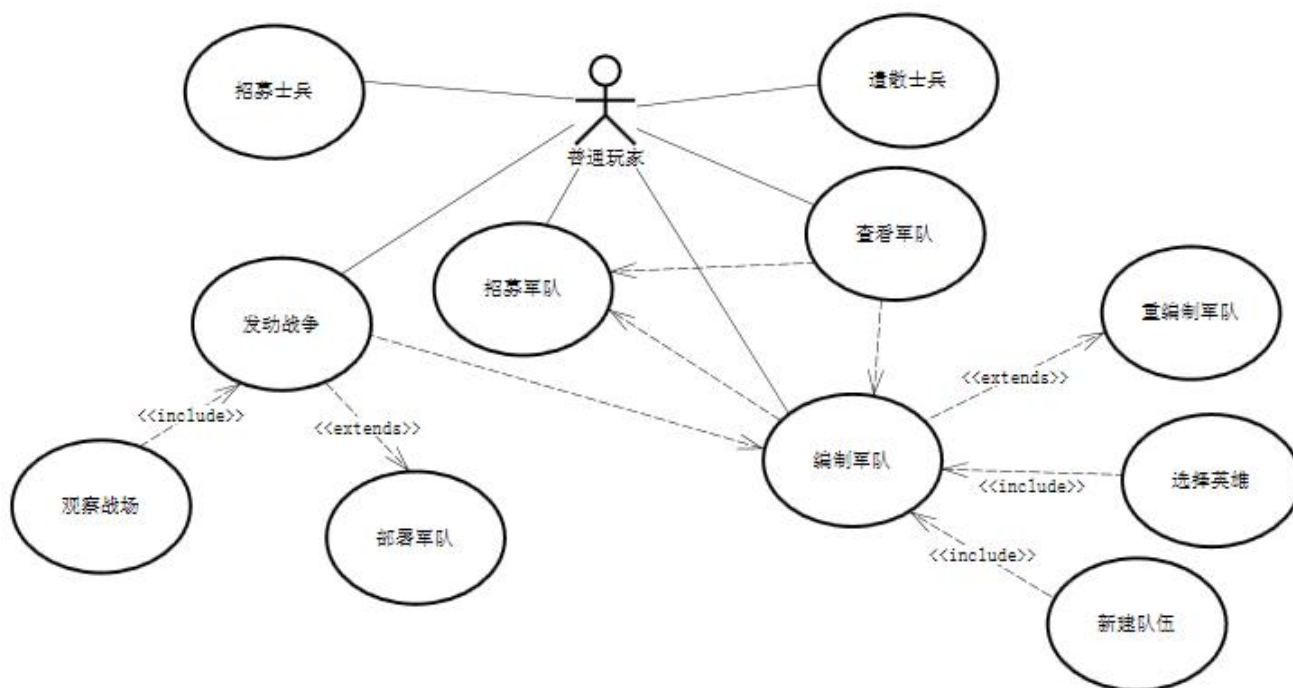 招募士兵
遣散士兵
普通玩家
查看军队
招募军队
重编制军队
发动战争
<<extends>>
<<include>>
<<extends>>
编制军队
选择英雄
<<include>>
观察战场
部署军队
<<include>>
新建队伍